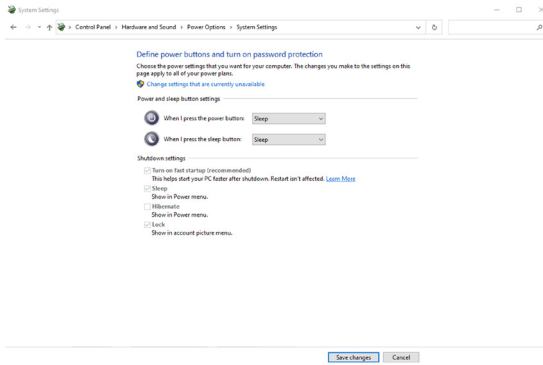 System Settings
Control Panel > Hardware and Sound > Power Options > System Settings
Define power buttons and turn on password protection
Choose the power settings that you want for your computer. The changes you make to the settings on this
page apply to all of your power plans.
Change settings that are currently unavailable
Power and sleep button settings
When I press the power button: Sleep
When I press the sleep button: Sleep
Shutdown settings
Turn on fast startup (recommended)
This helps start your PC faster after shutdown. Restart isn't affected. Learn More
Sleep
Show in Power menu.
Hibernate
Show in Power menu.
Lock
Show in account picture menu.
Save changes Cancel